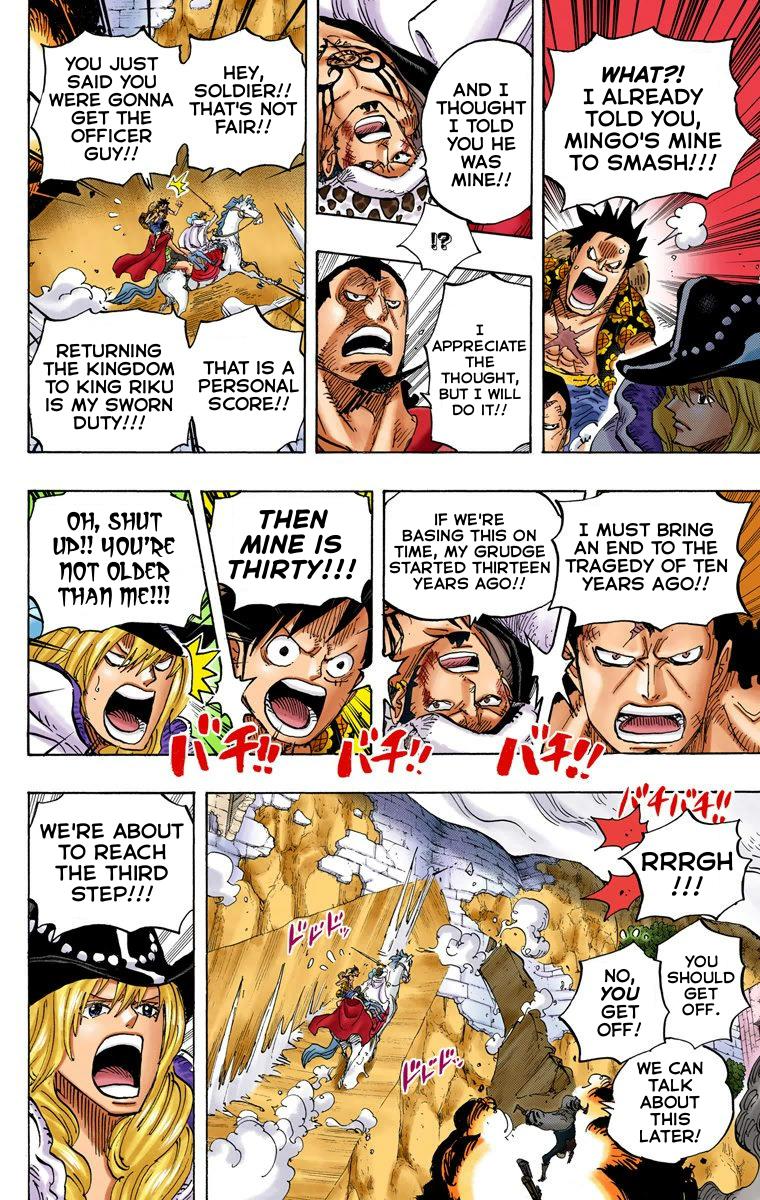 WHAT?!
I ALREADY
TOLD YOU,
MINGO'S MINE
TO SMASH!!!
AND I
THOUGHT
I TOLD
YOU HE
WAS
MINE!!
!?
I
APPRECIATE
THE
THOUGHT,
BUT I WILL
DO IT!!
HEY,
SOLDIER!!
THAT'S NOT
FAIR!!
YOU JUST
SAID YOU
WERE GONNA
GET THE
OFFICER
GUY!!
THAT IS A
PERSONAL
SCORE!!
RETURNING
THE KINGDOM
TO KING RIKU
IS MY SWORN
DUTY!!!
I MUST BRING
AN END TO THE
TRAGEDY OF TEN
YEARS AGO!!
IF WE'RE
BASING THIS ON
TIME, MY GRUDGE
STARTED THIRTEEN
YEARS AGO!!
THEN
MINE IS
THIRTY!!!
OH, SHUT
UP!! YOU'RE
NOT OLDER
THAN ME!!!
バチ!!
バチ!!
バチ!!
バチバチ!!
RRRGH
!!!
YOU
SHOULD
GET
OFF.
NO,
YOU
GET
OFF!
WE CAN
TALK
ABOUT
THIS
LATER!
ドドドッ
ドドドッ
WE'RE ABOUT
TO REACH
THE THIRD
STEP!!!